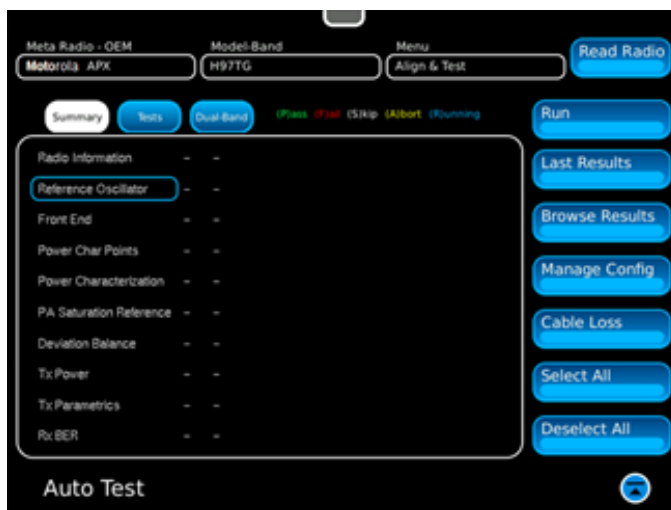 Meta Radio - OEM Model-Band Menu
Motorola APX H97TG Align & Test Read Radio
Summary Tests Dual-Band (P)ass (F)ail (S)kip (A)bort (R)unning Run
Radio Information - - Last Results
Reference Oscillator - -
Front End - - Browse Results
Power Char Points - -
Power Characterization - - Manage Config
PA Saturation Reference - - Cable Loss
Deviation Balance - -
Tx Power - - Select All
Tx Parametrics - -
Rx BER - - Deselect All
Auto Test